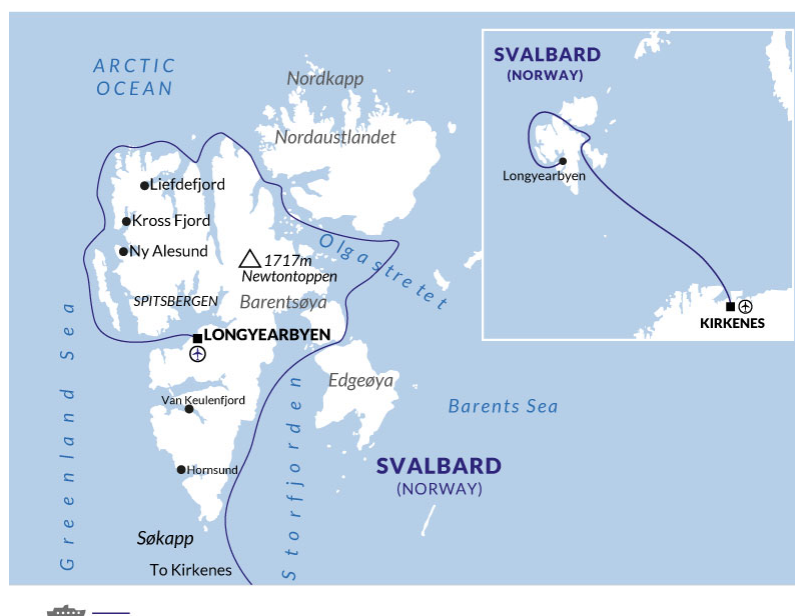 ARCTIC
OCEAN
Nordkapp
Nordaustlandet
Liefdefjord
Kross Fjord
Ny Alesund
Olgastretet
1717m
Newtontoppen
SPITSBERGEN
Barentsøya
LONGYEARBYEN
Greenland Sea
Edgeøya
Van Keulenfjord
Storfjorden
Barents Sea
Hornsund
SVALBARD
(NORWAY)
Søkapp
To Kirkenes
SVALBARD
(NORWAY)
Longyearbyen
KIRKENES